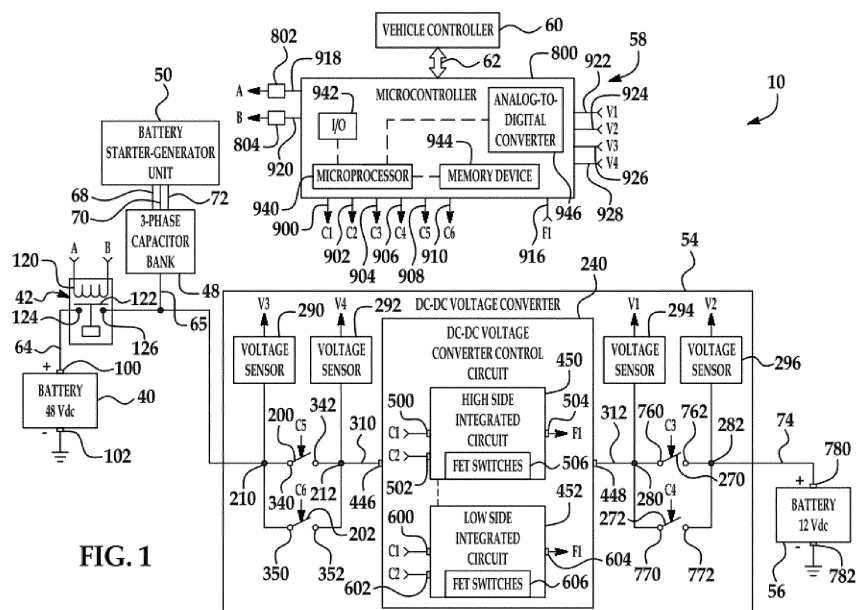 VEHICLE CONTROLLER
60
802
918
62
800
58
922
924
10
A
942
MICROCONTROLLER
ANALOG-TO-
DIGITAL
CONVERTER
V1
V2
V3
V4
50
B
I/O
944
804
920
926
928
BATTERY
STARTER-GENERATOR
UNIT
MICROPROCESSOR
MEMORY DEVICE
940
946
68
72
70
900
902
904
906
908
910
916
C1
C2
C3
C4
C5
C6
F1
3-PHASE
CAPACITOR
BANK
A
B
120
42
122
48
124
126
65
64
240
54
DC-DC VOLTAGE CONVERTER
V3
290
V4
292
V1
294
V2
296
VOLTAGE
SENSOR
VOLTAGE
SENSOR
VOLTAGE
SENSOR
VOLTAGE
SENSOR
DC-DC VOLTAGE
CONVERTER CONTROL
CIRCUIT
+
100
BATTERY
48 Vdc
40
-
102
450
HIGH SIDE
INTEGRATED
CIRCUIT
FET SWITCHES
500
504
C1
C2
F1
502
506
200
C5
342
310
312
760
C3
762
282
74
780
210
340
212
446
448
280
270
C6
202
272
C4
350
352
770
772
452
LOW SIDE
INTEGRATED
CIRCUIT
FET SWITCHES
600
C1
C2
F1
602
604
606
+
BATTERY
12 Vdc
-
56
782
FIG. 1